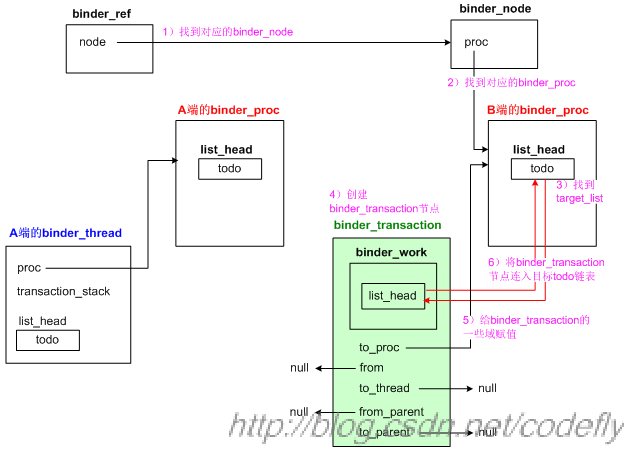 binder_ref
node
1）找到对应的binder_node
binder_node
proc
2）找到对应的binder_proc
A端的binder_proc
list_head
todo
B端的binder_proc
list_head
todo
3）找到
target_list
4）创建
binder_transaction节点
binder_transaction
A端的binder_thread
proc
transaction_stack
list_head
todo
binder_work
list_head
6）将binder_transaction
节点连入目标todo链表
5）给binder_transaction的
一些域赋值
to_proc
null
from
to_thread
null
null
from_parent
to_parent
null
http://blog.csdn.net/codefly